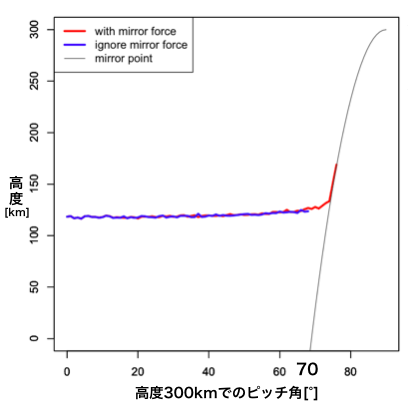 with mirror force
ignore mirror force
mirror point
300
250
200
150
100
50
0
高度
[km]
0
20
40
60
70
80
高度300kmでのピッチ角[°]